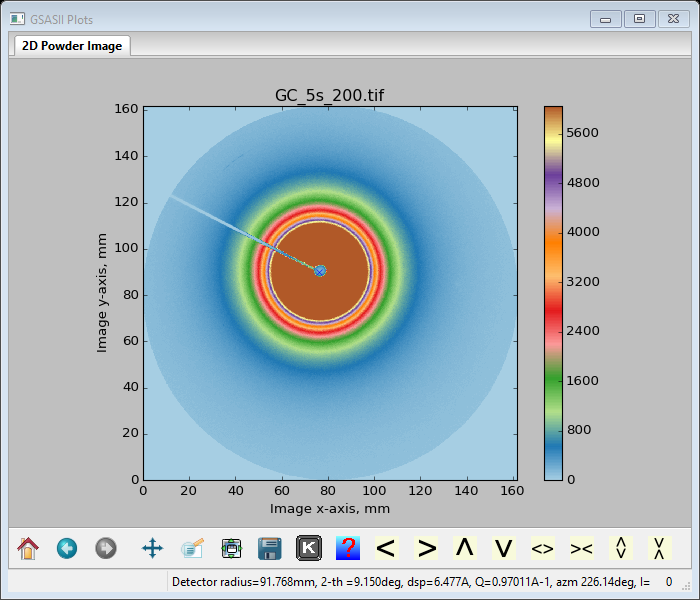 GSASII Plots
2D Powder Image
GC_5s_200.tif
160
140
120
100
80
60
40
20
0
Image y-axis, mm
0 20 40 60 80 100 120 140 160
Image x-axis, mm
5600
4800
4000
3200
2400
1600
800
0
K ? < > Λ V <> >< 
Detector radius=91.768mm, 2-th =9.150deg, dsp=6.477A, Q=0.97011A-1, azm 226.14deg, I= 0